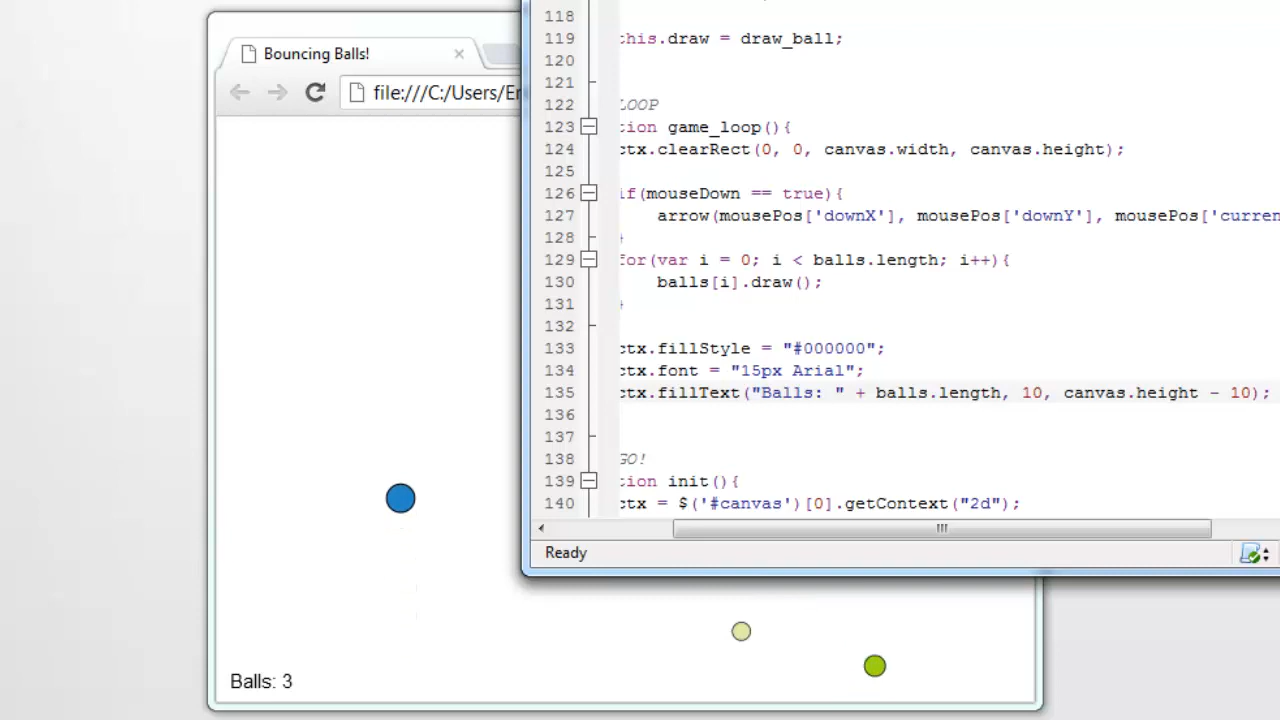 Bouncing Balls!
file:///C:/Users/Er
118
119 this.draw = draw_ball;
120
121
122 LOOP
123 tion game_loop(){
124 ctx.clearRect(0, 0, canvas.width, canvas.height);
125
126 if(mouseDown == true){
127 arrow(mousePos['downX'], mousePos['downY'], mousePos['curren
128 }
129 for(var i = 0; i < balls.length; i++){
130 balls[i].draw();
131 }
132
133 ctx.fillStyle = "#000000";
134 ctx.font = "15px Arial";
135 ctx.fillText("Balls: " + balls.length, 10, canvas.height - 10);
136
137
138 GO!
139 tion init(){
140 ctx = $('#canvas')[0].getContext("2d");
Ready
Balls: 3